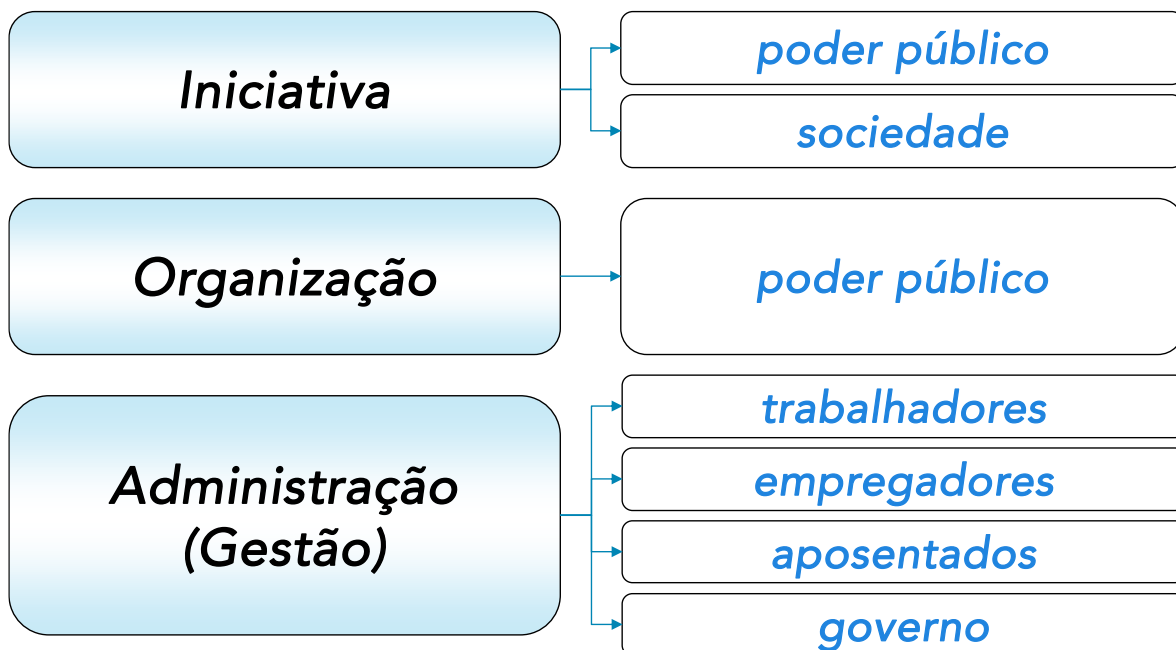 Iniciativa
poder público
sociedade
Organização
poder público
Administração
(Gestão)
trabalhadores
empregadores
aposentados
governo